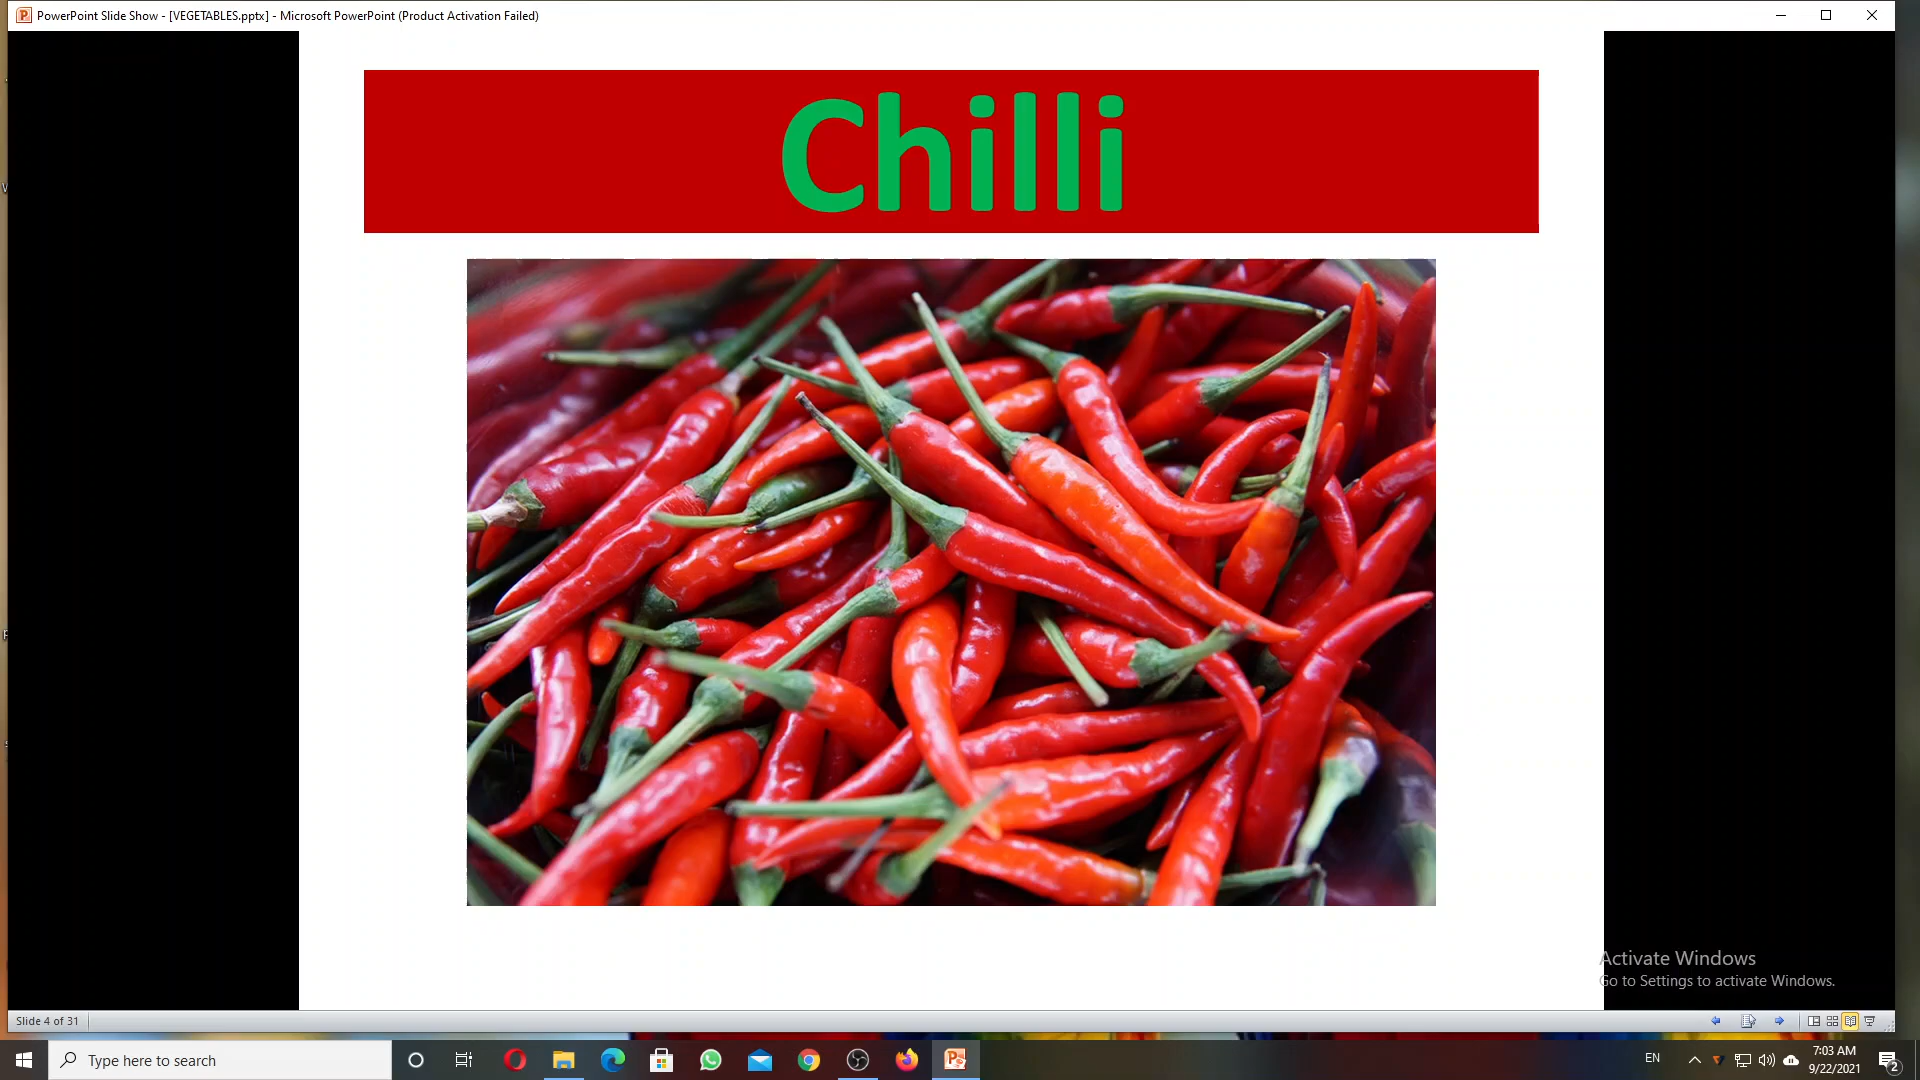 PowerPoint Slide Show - [VEGETABLES.pptx] - Microsoft PowerPoint (Product Activation Failed)
Chilli
Activate Windows
Go to Settings to activate Windows.
Slide 4 of 31
Type here to search
EN
7:03 AM
9/22/2021
2